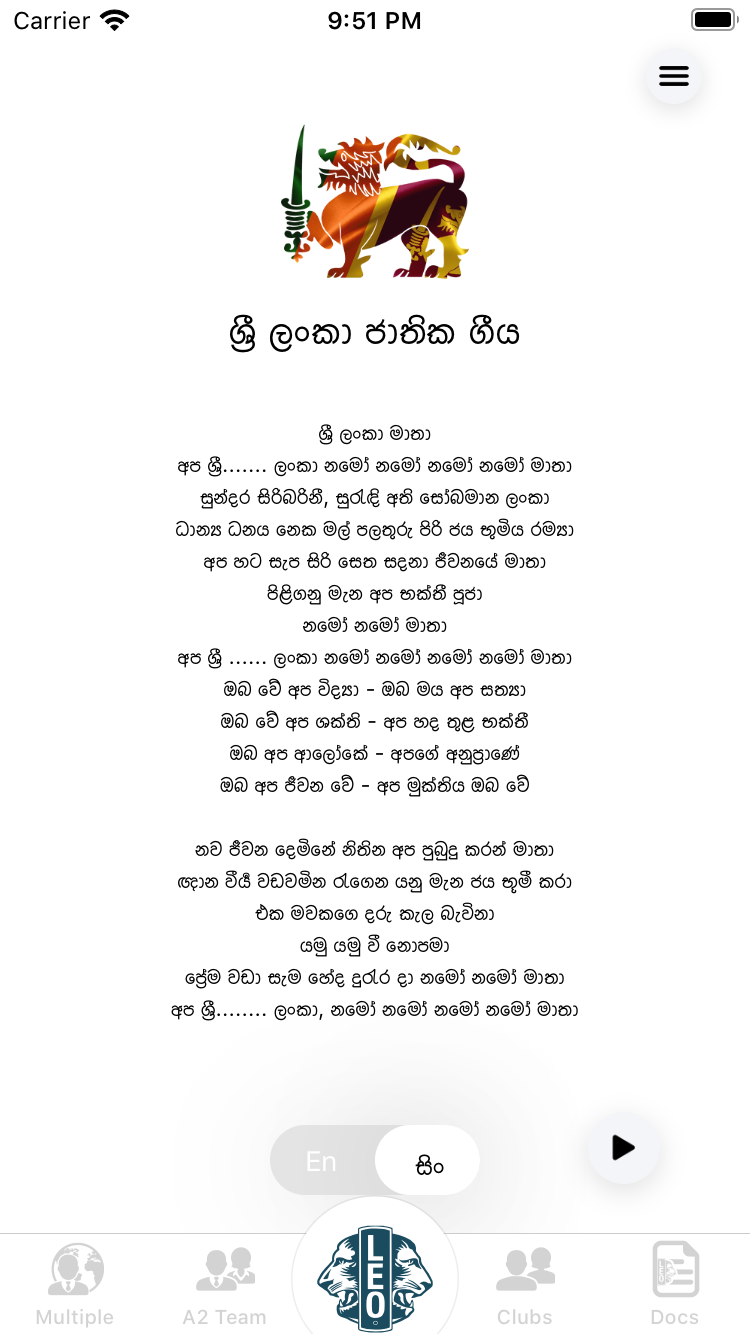 Carrier
9:51 PM
ශ්‍රී ලංකා ජාතික ගීය
ශ්‍රී ලංකා මාතා
අප ශ්‍රී....... ලංකා නමෝ නමෝ නමෝ නමෝ මාතා
සුන්දර සිරිබරිනී, සුරැඳි අති සෝබමාන ලංකා
ධාන්‍ය ධනය නෙක මල් පලතුරු පිරි ජය භුමිය රම්‍යා
අප හට සැප සිරි සෙත සදනා ජීවනයේ මාතා
පිළිගනු මැන අප භක්තී පූජා
නමෝ නමෝ මාතා
අප ශ්‍රී ...... ලංකා නමෝ නමෝ නමෝ නමෝ මාතා
ඔබ වේ අප විද්‍යා - ඔබ මය අප සත්‍යා
ඔබ වේ අප ශක්ති - අප හද තුළ භක්තී
ඔබ අප ආලෝකේ - අපගේ අනුප්‍රාණේ
ඔබ අප ජීවන වේ - අප මුක්තිය ඔබ වේ
නව ජීවන දෙමිනේ නිතින අප පුබුදු කරන් මාතා
ඥාන වීර්‍ය වඩවමින රැගෙන යනු මැන ජය භූමී කරා
එක මවකගෙ දරු කැල බැවිනා
යමු යමු වී නොපමා
ප්‍රේම වඩා සැම භේද දුරැර දා නමෝ නමෝ මාතා
අප ශ්‍රී........ ලංකා, නමෝ නමෝ නමෝ නමෝ මාතා
En
සිං
LEO
Multiple
A2 Team
Clubs
Docs